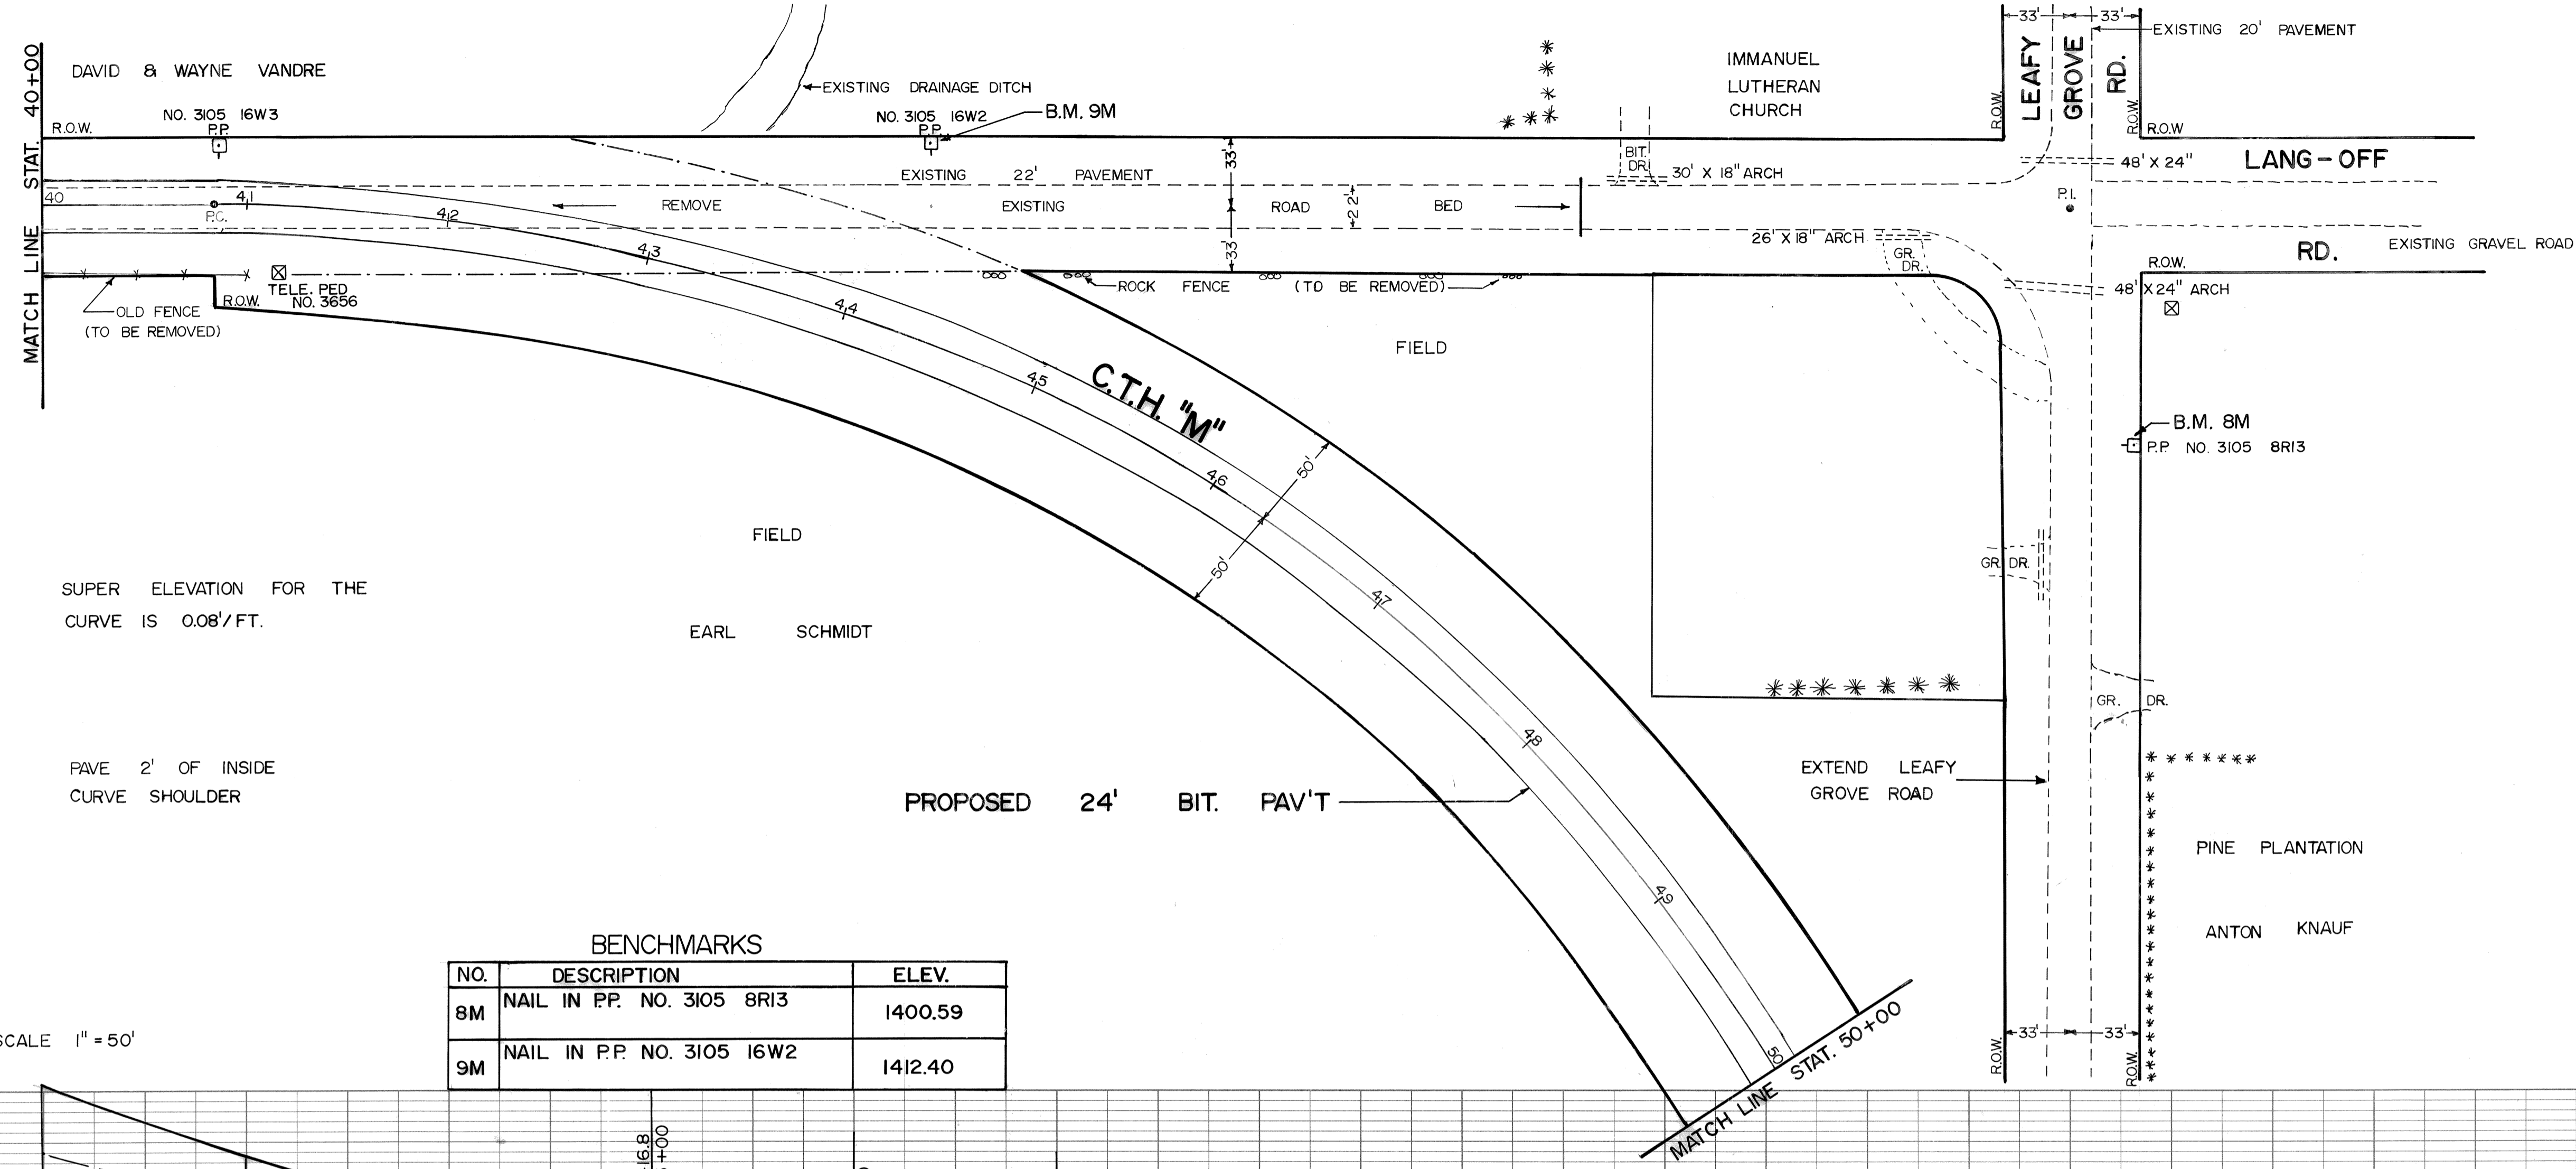 MATCH LINE STAT. 40+00
DAVID & WAYNE VANDRE
NO. 3105 16W3
P.P.
R.O.W.
EXISTING DRAINAGE DITCH
NO. 3105 16W2
P.P.
B.M. 9M
IMMANUEL
LUTHERAN
CHURCH
33'
33'
EXISTING 20' PAVEMENT
LEAFY
GROVE
RD.
R.O.W.
R.O.W.
R.O.W
48' X 24"
LANG-OFF
RD.
EXISTING GRAVEL ROAD
P.I.
R.O.W.
48' X 24" ARCH
BIT.
DR.
30' X 18" ARCH
EXISTING 22' PAVEMENT
33'
33'
22'
REMOVE EXISTING ROAD BED
26' X 18" ARCH
GR.
DR.
40
P.C.
41
42
43
44
45
46
47
48
49
50
TELE. PED
NO. 3656
R.O.W.
OLD FENCE
(TO BE REMOVED)
ROCK FENCE (TO BE REMOVED)
FIELD
C.T.H. "M"
50'
50'
B.M. 8M
P.P. NO. 3105 8R13
GR. DR.
GR. DR.
FIELD
EARL SCHMIDT
SUPER ELEVATION FOR THE
CURVE IS 0.08'/FT.
PAVE 2' OF INSIDE
CURVE SHOULDER
PROPOSED 24' BIT. PAV'T
EXTEND LEAFY
GROVE ROAD
PINE PLANTATION
ANTON KNAUF
33'
33'
R.O.W.
R.O.W.
BENCHMARKS
NO. DESCRIPTION ELEV.
8M NAIL IN P.P. NO. 3105 8R13 1400.59
9M NAIL IN P.P. NO. 3105 16W2 1412.40
SCALE 1" = 50'
MATCH LINE STAT. 50+00